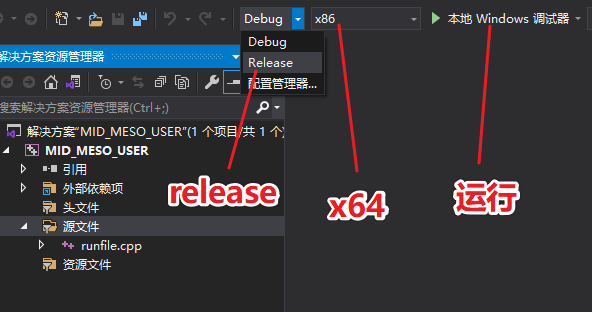 Debug
x86
本地 Windows 调试器
Debug
Release
配置管理器...
解决方案资源管理器
搜索解决方案资源管理器(Ctrl+;)
解决方案"MID_MESO_USER"(1 个项目/共 1 个)
MID_MESO_USER
引用
外部依赖项
头文件
源文件
runfile.cpp
资源文件
release
x64
运行